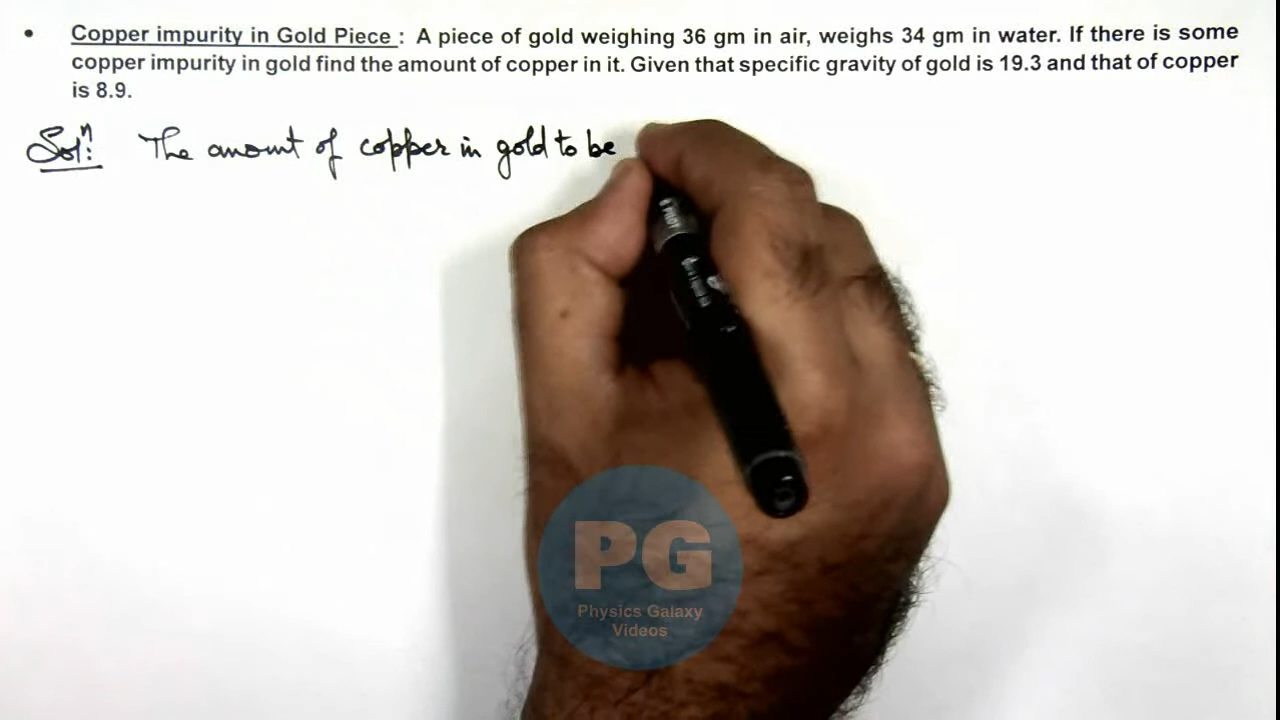 • Copper impurity in Gold Piece : A piece of gold weighing 36 gm in air, weighs 34 gm in water. If there is some
copper impurity in gold find the amount of copper in it. Given that specific gravity of gold is 19.3 and that of copper
is 8.9.
Solⁿ: The amount of copper in gold to be
PG
Physics Galaxy
Videos